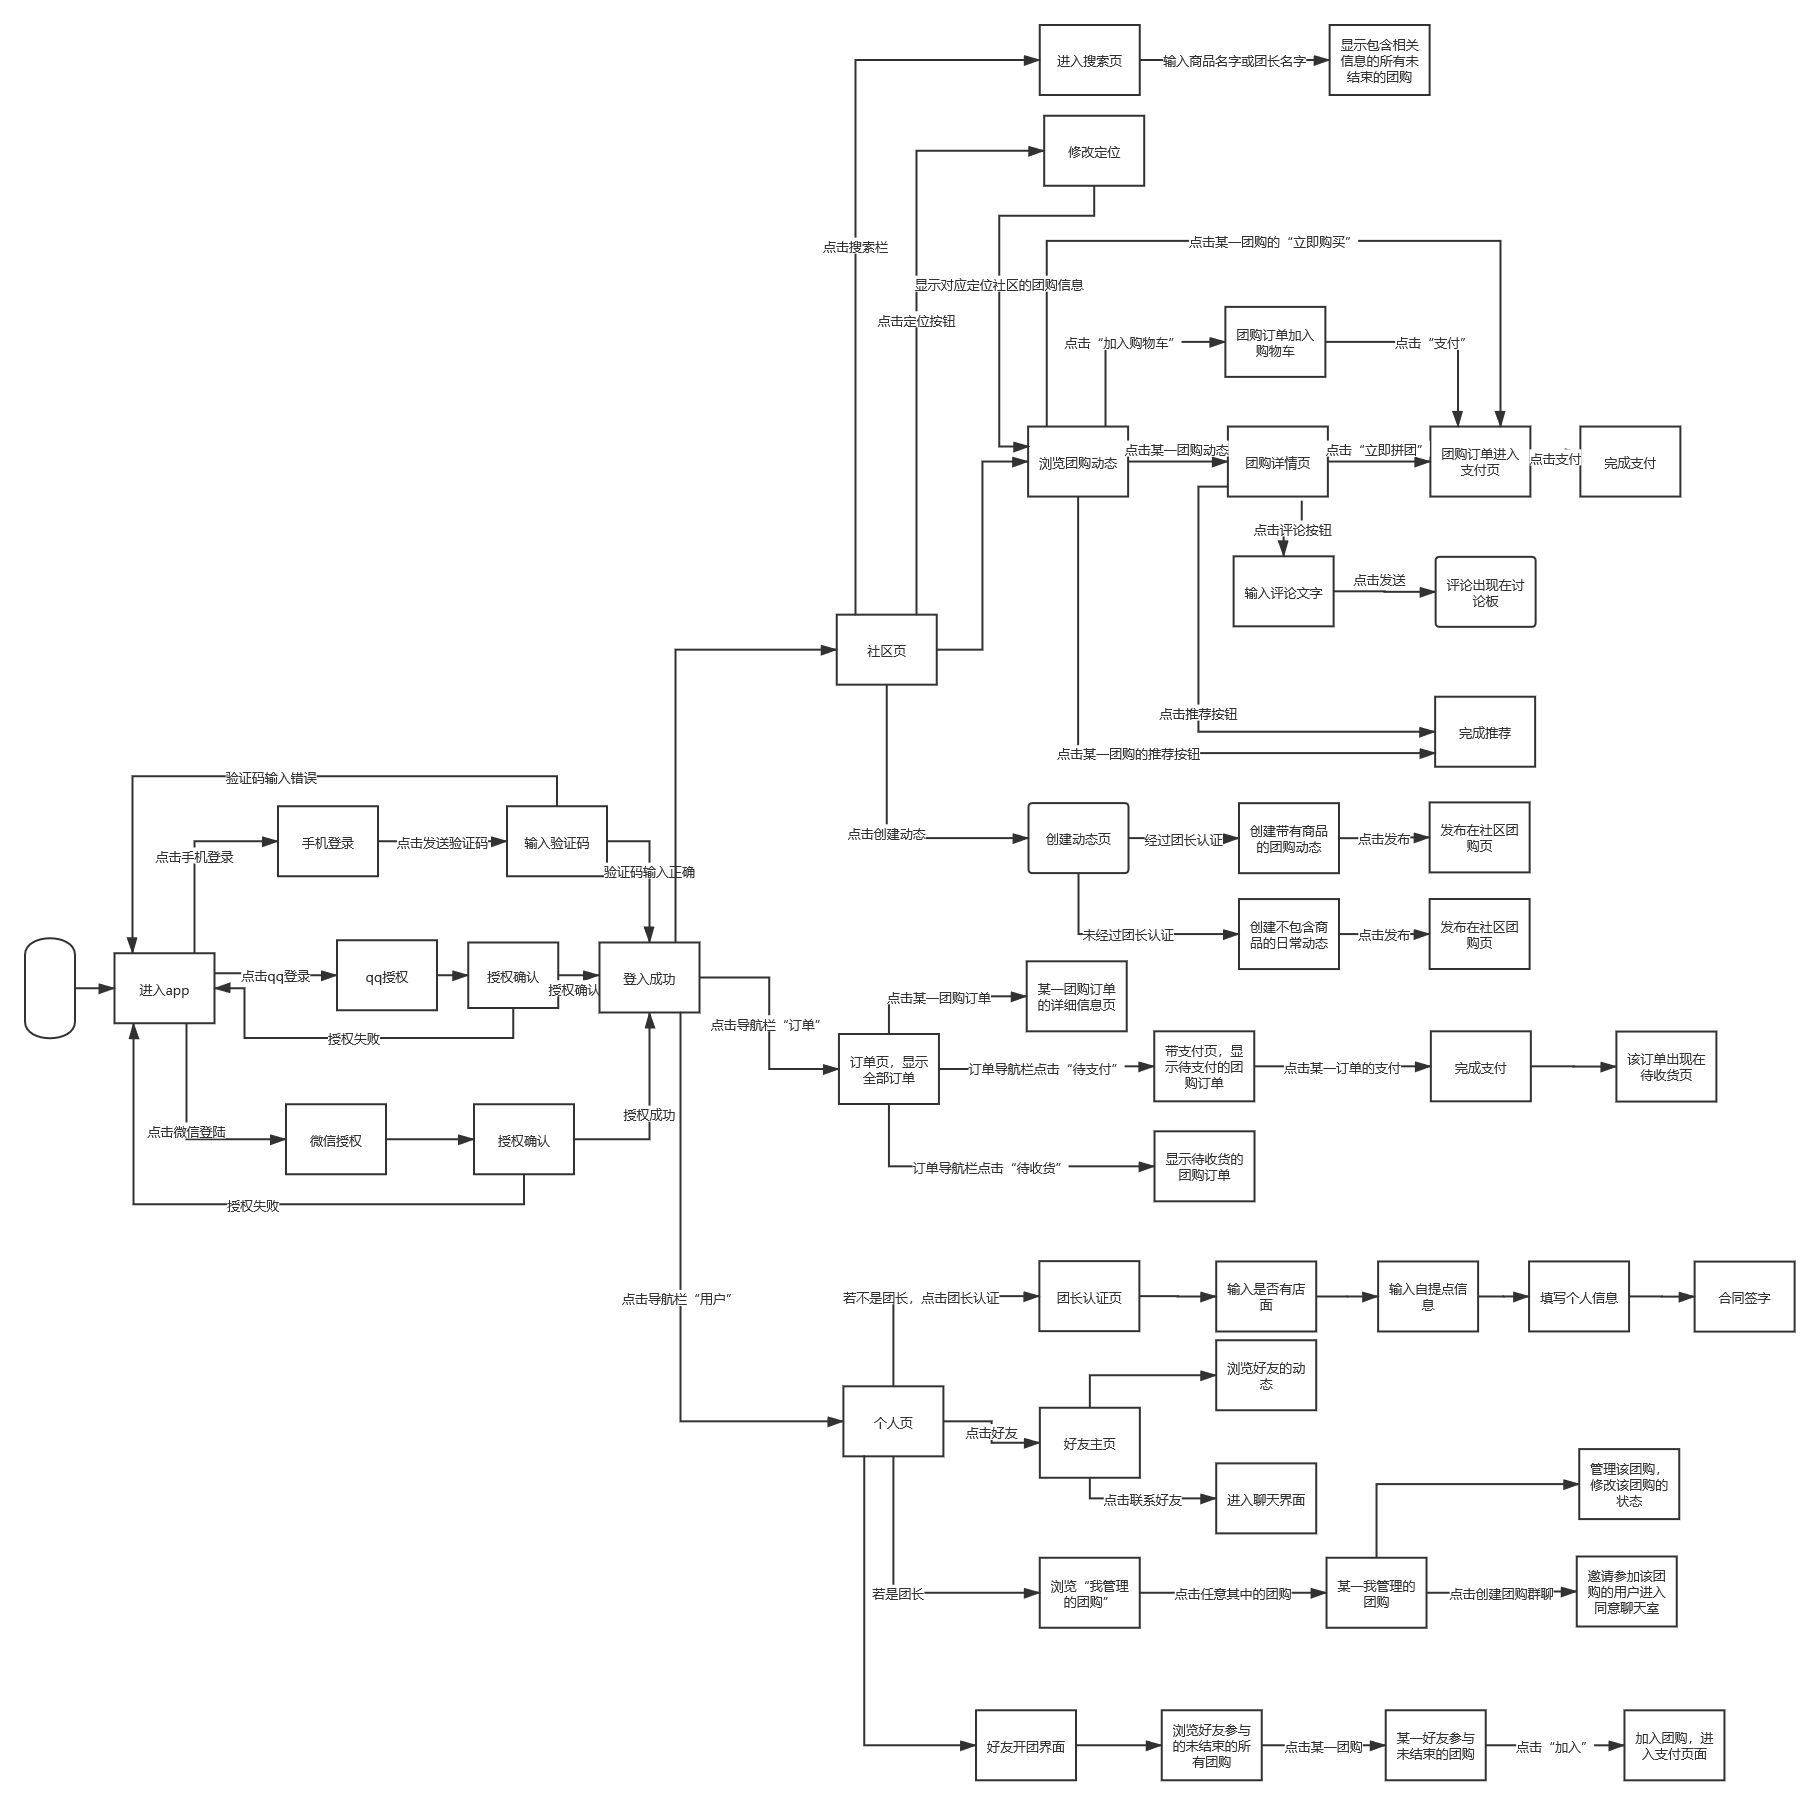 进入搜索页
输入商品名字或团长名字
显示包含相关
信息的所有未
结束的团购
修改定位
点击搜索栏
点击某一团购的“立即购买”
显示对应定位社区的团购信息
点击定位按钮
点击“加入购物车”
团购订单加入
购物车
点击“支付”
浏览团购动态
点击某一团购动态
团购详情页
点击“立即拼团”
团购订单进入
支付页
点击支付
完成支付
点击评论按钮
输入评论文字
点击发送
评论出现在讨
论板
社区页
点击推荐按钮
完成推荐
点击某一团购的推荐按钮
验证码输入错误
点击手机登录
手机登录
点击发送验证码
输入验证码
验证码输入正确
点击创建动态
创建动态页
经过团长认证
创建带有商品
的团购动态
点击发布
发布在社区团
购页
未经过团长认证
创建不包含商
品的日常动态
点击发布
发布在社区团
购页
进入app
点击qq登录
qq授权
授权确认
授权确认
登入成功
授权失败
点击导航栏“订单”
点击某一团购订单
某一团购订单
的详细信息页
订单页，显示
全部订单
订单导航栏点击“待支付”
带支付页，显
示待支付的团
购订单
点击某一订单的支付
完成支付
该订单出现在
待收货页
点击微信登陆
微信授权
授权确认
授权成功
授权失败
订单导航栏点击“待收货”
显示待收货的
团购订单
点击导航栏“用户”
若不是团长，点击团长认证
团长认证页
输入是否有店
面
输入自提点信
息
填写个人信息
合同签字
浏览好友的动
态
个人页
点击好友
好友主页
点击联系好友
进入聊天界面
管理该团购，
修改该团购的
状态
若是团长
浏览“我管理
的团购”
点击任意其中的团购
某一我管理的
团购
点击创建团购群聊
邀请参加该团
购的用户进入
同意聊天室
好友开团界面
浏览好友参与
的未结束的所
有团购
点击某一团购
某一好友参与
未结束的团购
点击“加入”
加入团购，进
入支付页面